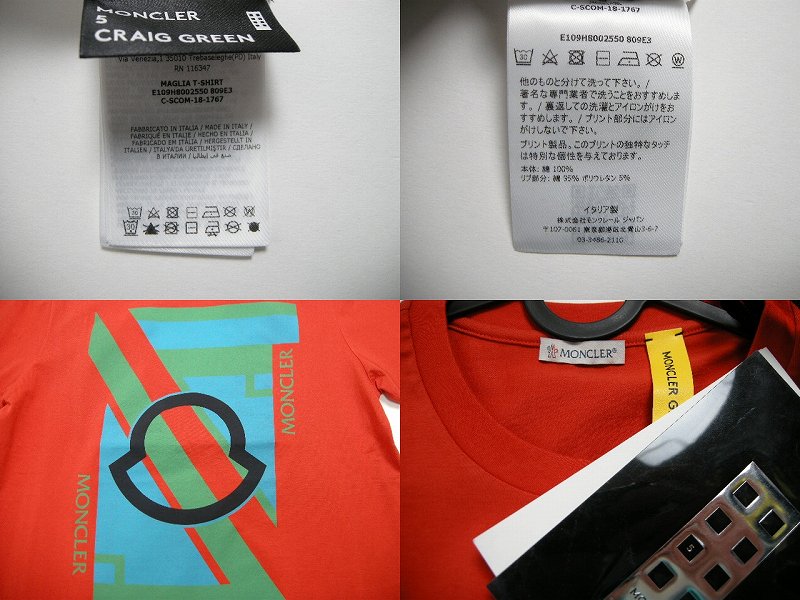 MONCLER
5
CRAIG GREEN
Via Venezia,1 35010 Trebaseleghe(PD) Italy
RN 116347
MAGLIA T-SHIRT
E109H8002550 809E3
C-SCOM-18-1767
FABBRICATO IN ITALIA / MADE IN ITALY/
FABRIQUÉ EN ITALIE / HECHO EN ITALIA /
FABRICADO EM ITÁLIA / HERGESTELLT IN
ITALIEN / İTALYA'DA ÜRETİLMİŞTİR /СДЕЛАНО
В ИТАЛИИ / صنع في إيطاليا
C-SCOM-18-1767
E109H8002550 809E3
他のものと分けて洗って下さい。/
著名な専門業者で洗うことをおすすめしま
す。/ 裏返しての洗濯とアイロンがけをお
すすめします。/ プリント部分にはアイロン
がけしないで下さい。
プリント製品。このプリントの独特なタッチ
は特別な個性を与えております。
本体: 綿 100%
リブ部分: 綿 95% ポリウレタン 5%
イタリア製
株式会社モンクレール ジャパン
〒107-0061 東京都港区北青山3-6-7
03-3486-2110
MONCLER
MONCLER
MONCLER
MONCLER G
5
MO